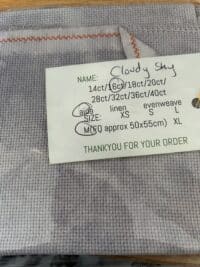 NAME: Cloudy Sky
14ct/16ct/18ct/20ct/
28ct/32ct/36ct/40ct
aida linen evenweave
SIZE: XS S L
M(FQ approx 50x55cm) XL
THANKYOU FOR YOUR ORDER